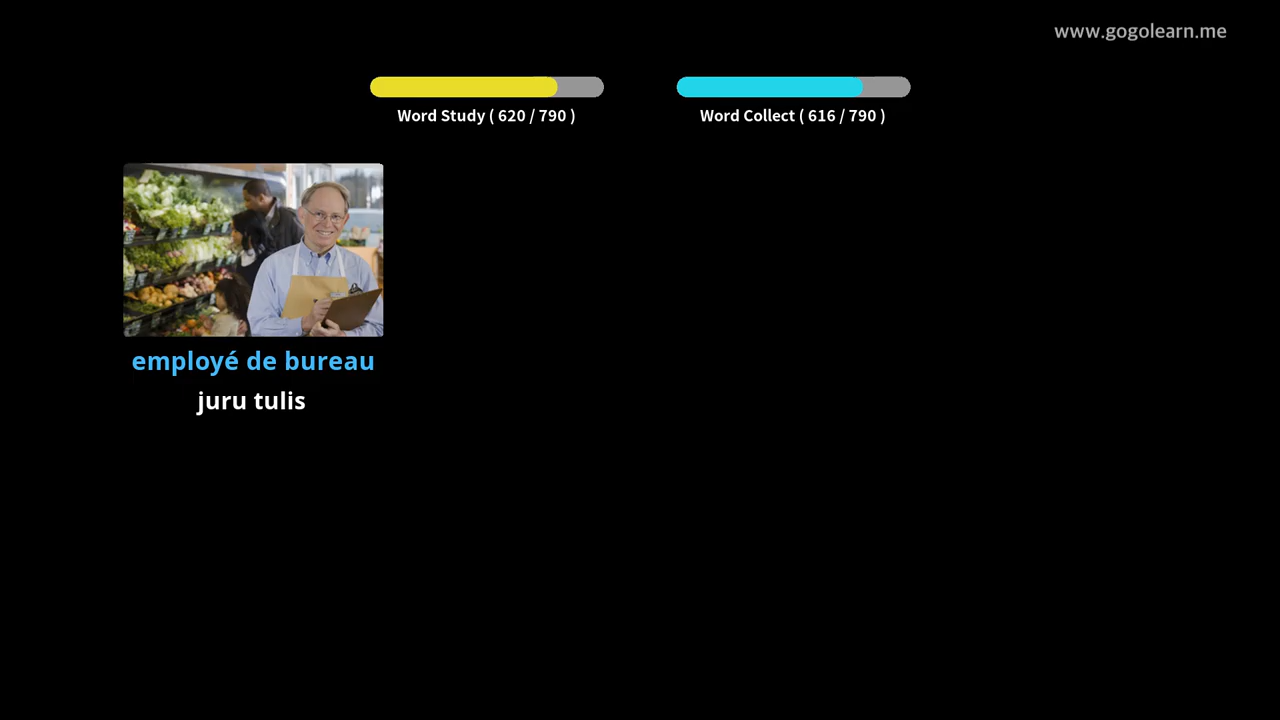 www.gogolearn.me
Word Study ( 620 / 790 )
Word Collect ( 616 / 790 )
employé de bureau
juru tulis